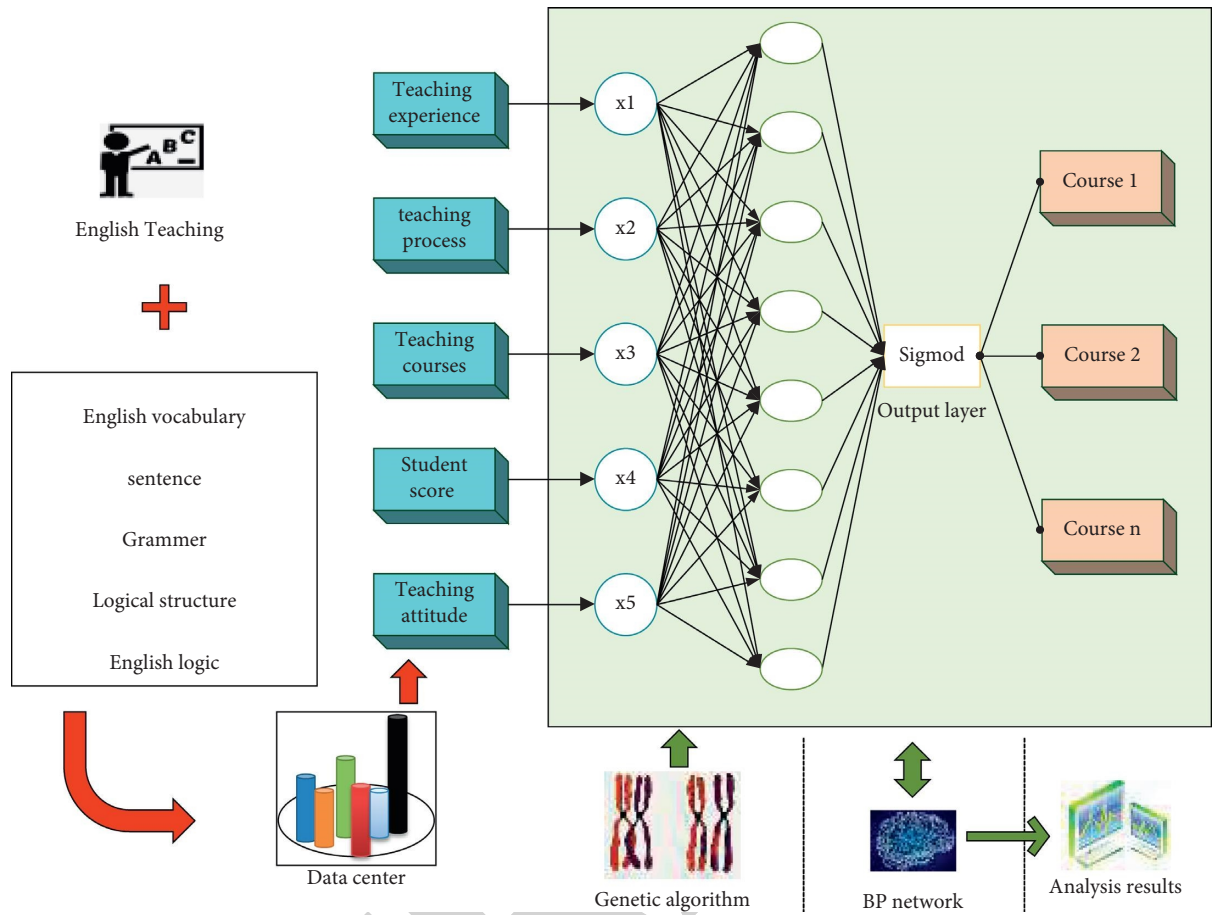 A B C
English Teaching
English vocabulary
sentence
Grammer
Logical structure
English logic
Data center
Teaching
experience
teaching
process
Teaching
courses
Student
score
Teaching
attitude
x1
x2
x3
x4
x5
Sigmod
Output layer
Course 1
Course 2
Course n
Genetic algorithm
BP network
Analysis results